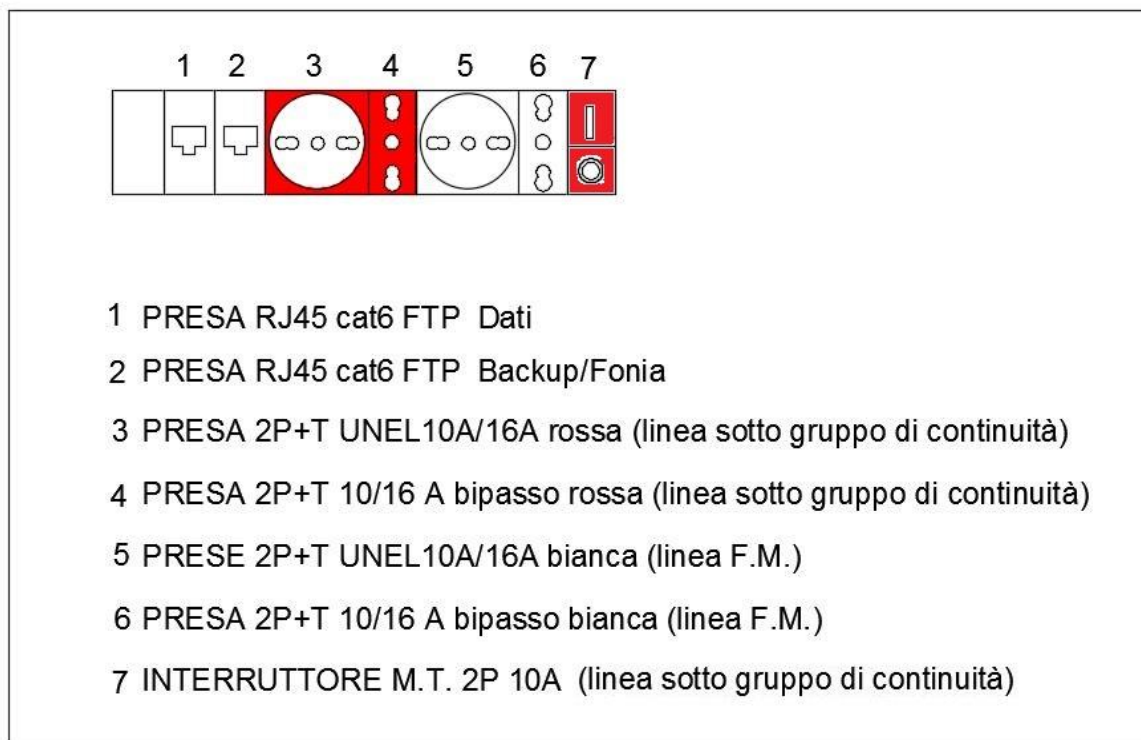 1 2 3 4 5 6 7
1 PRESA RJ45 cat6 FTP Dati
2 PRESA RJ45 cat6 FTP Backup/Fonia
3 PRESA 2P+T UNEL10A/16A rossa (linea sotto gruppo di continuità)
4 PRESA 2P+T 10/16 A bipasso rossa (linea sotto gruppo di continuità)
5 PRESE 2P+T UNEL10A/16A bianca (linea F.M.)
6 PRESA 2P+T 10/16 A bipasso bianca (linea F.M.)
7 INTERRUTTORE M.T. 2P 10A (linea sotto gruppo di continuità)